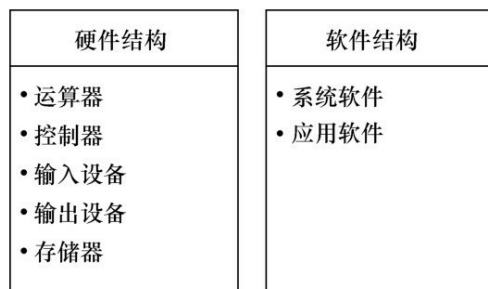 硬件结构
• 运算器
• 控制器
• 输入设备
• 输出设备
• 存储器
软件结构
• 系统软件
• 应用软件